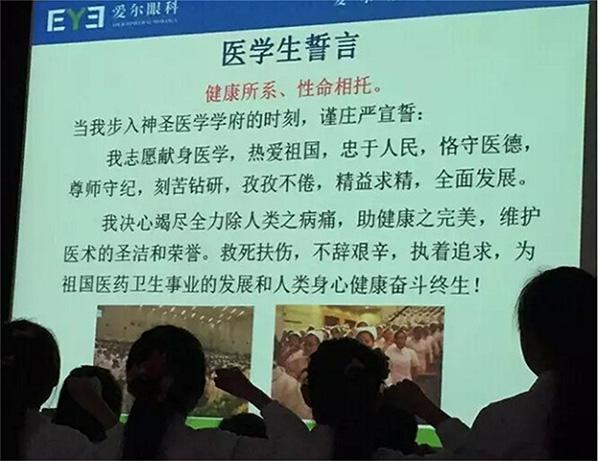 EYE 爱尔眼科
医学生誓言
健康所系、性命相托。
当我步入神圣医学学府的时刻，谨庄严宣誓：
我志愿献身医学，热爱祖国，忠于人民，恪守医德，
尊师守纪，刻苦钻研，孜孜不倦，精益求精，全面发展。
我决心竭尽全力除人类之病痛，助健康之完美，维护
医术的圣洁和荣誉。救死扶伤，不辞艰辛，执着追求，为
祖国医药卫生事业的发展和人类身心健康奋斗终生！